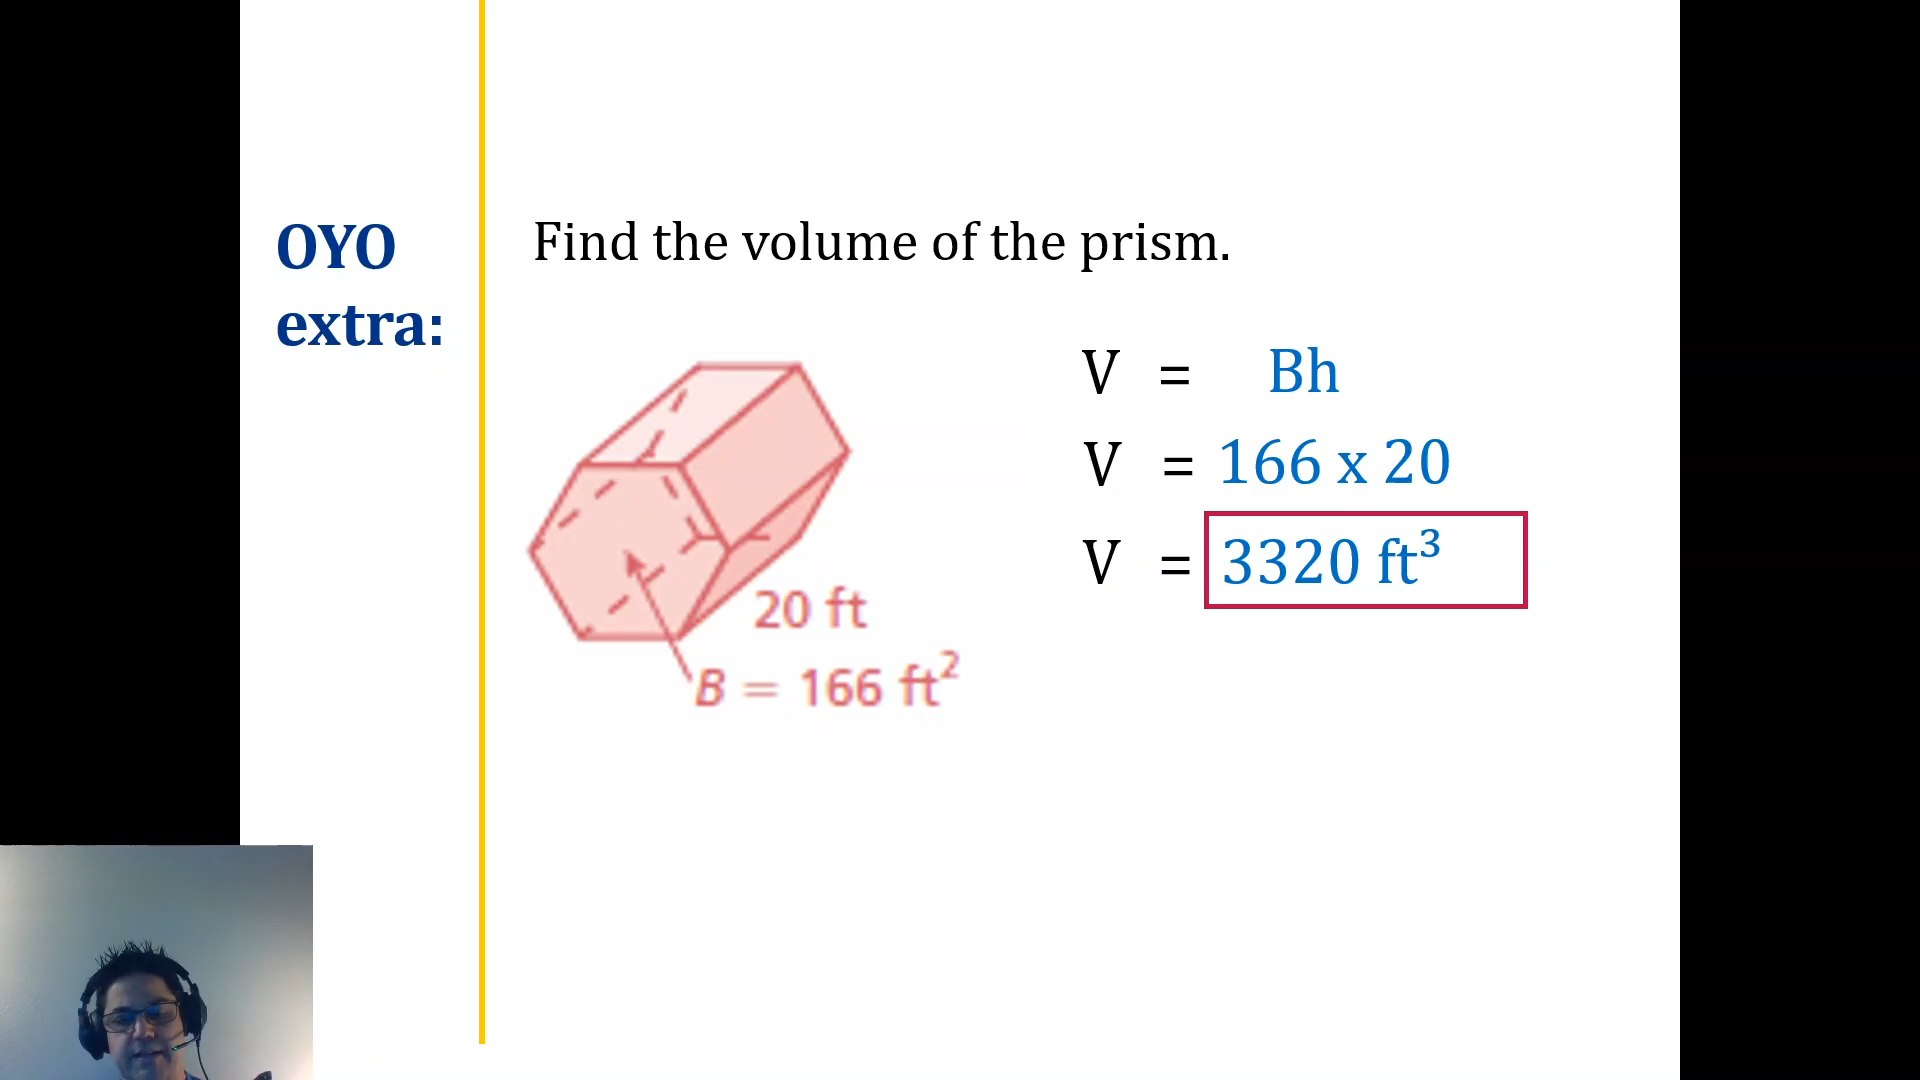 OYO
extra:
Find the volume of the prism.
V = Bh
V = 166 x 20
V = 3320 ft³
20 ft
B = 166 ft²